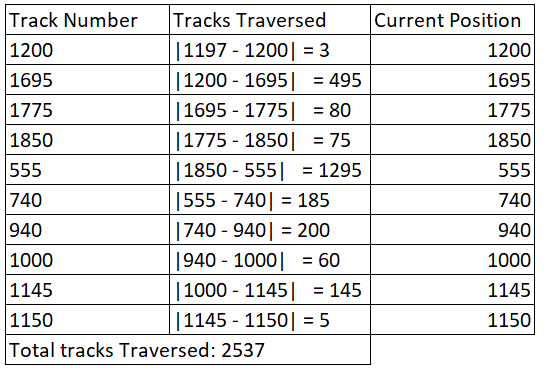 Track Number Tracks Traversed Current Position
1200 |1197 - 1200| = 3 1200
1695 |1200 - 1695| = 495 1695
1775 |1695 - 1775| = 80 1775
1850 |1775 - 1850| = 75 1850
555 |1850 - 555| = 1295 555
740 |555 - 740| = 185 740
940 |740 - 940| = 200 940
1000 |940 - 1000| = 60 1000
1145 |1000 - 1145| = 145 1145
1150 |1145 - 1150| = 5 1150
Total tracks Traversed: 2537